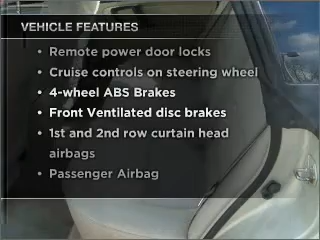 VEHICLE FEATURES
• Remote power door locks
• Cruise controls on steering wheel
• 4-wheel ABS Brakes
• Front Ventilated disc brakes
• 1st and 2nd row curtain head
airbags
• Passenger Airbag